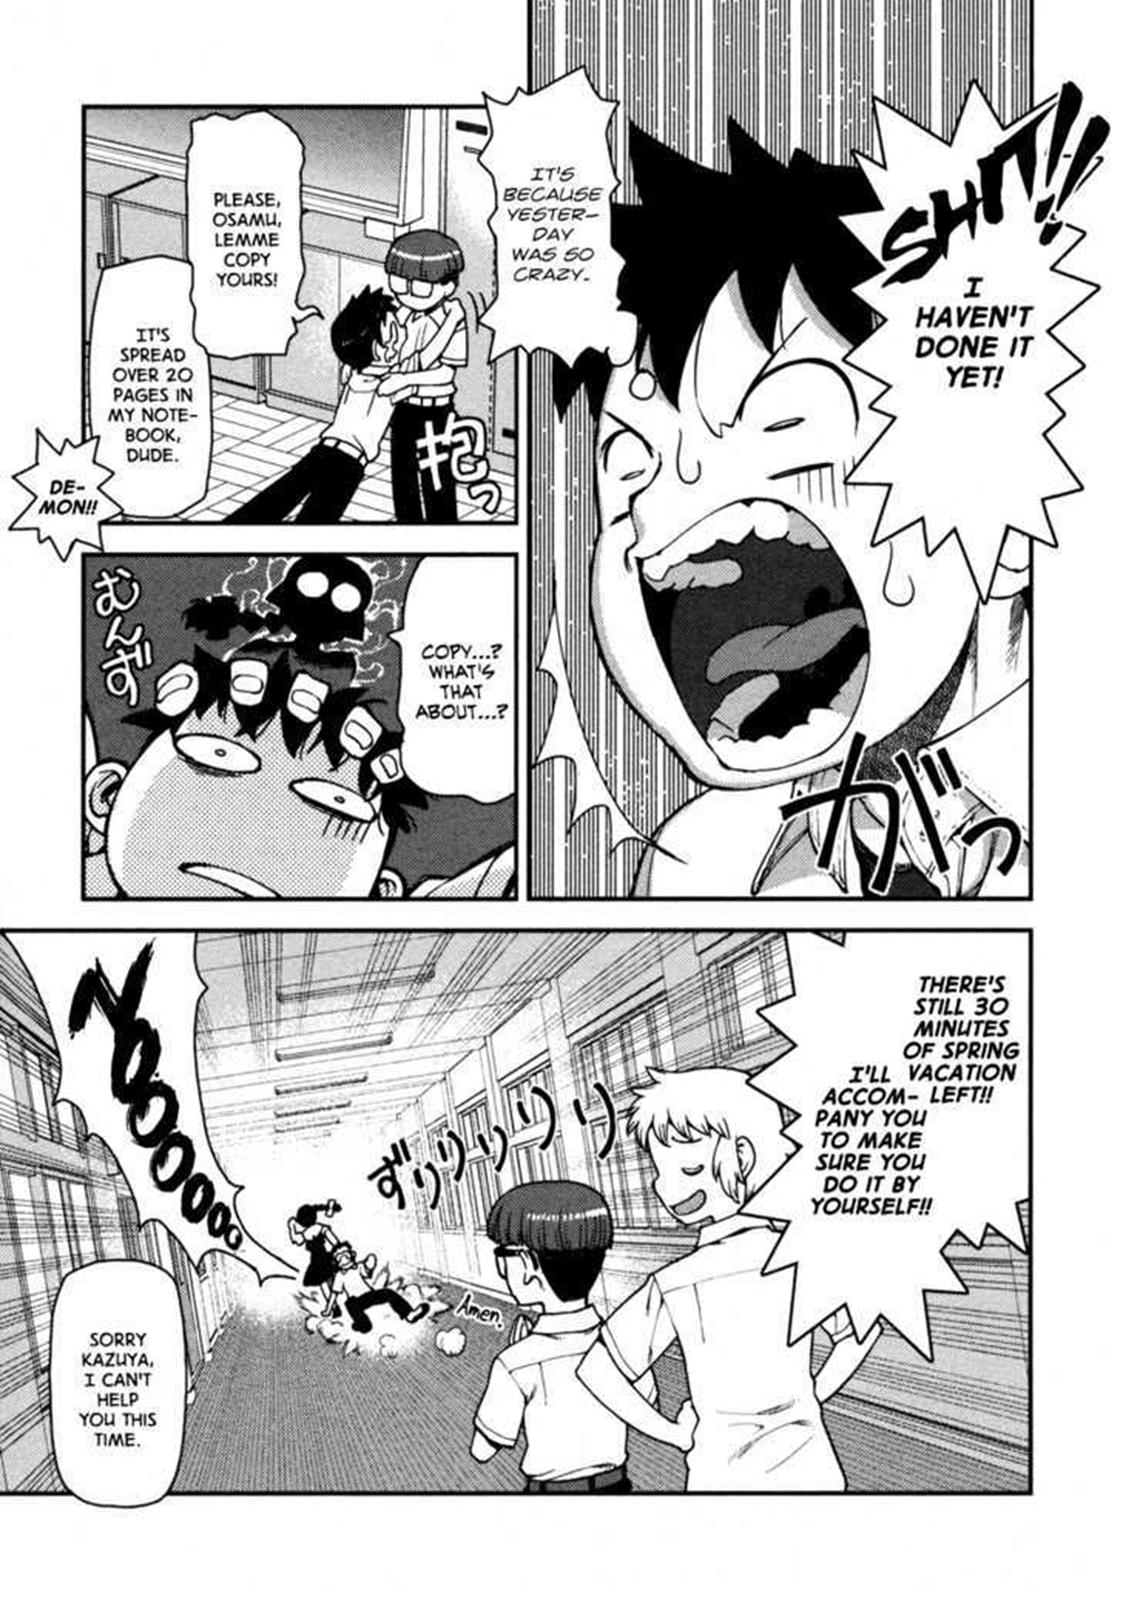 SHIT!!
I
HAVEN'T
DONE IT
YET!
ガっ
IT'S
BECAUSE
YESTER-
DAY
WAS SO
CRAZY.
PLEASE,
OSAMU,
LEMME
COPY
YOURS!
抱っ
IT'S
SPREAD
OVER 20
PAGES IN
MY NOTE-
BOOK,
DUDE.
DE-
MON!!
COPY...?
WHAT'S
THAT
ABOUT...?
むんず
THERE'S
STILL 30
MINUTES
OF SPRING
VACATION
LEFT!!
I'LL
ACCOM-
PANY YOU
TO MAKE
SURE YOU
DO IT BY
YOURSELF!!
ずりりりりり
NOOOOOOOO
Amen.
SORRY
KAZUYA,
I CAN'T
HELP
YOU THIS
TIME.